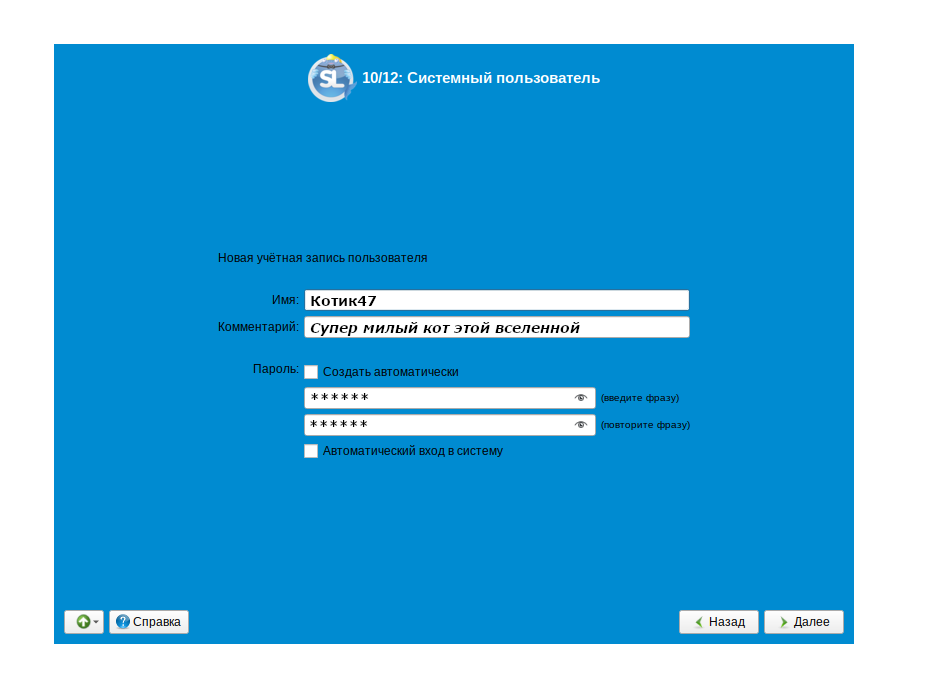 SL 10/12: Системный пользователь
Новая учётная запись пользователя
Имя: Котик47
Комментарий: Супер милый кот этой вселенной
Пароль: Создать автоматически
****** (введите фразу)
****** (повторите фразу)
Автоматический вход в систему
Справка Назад Далее